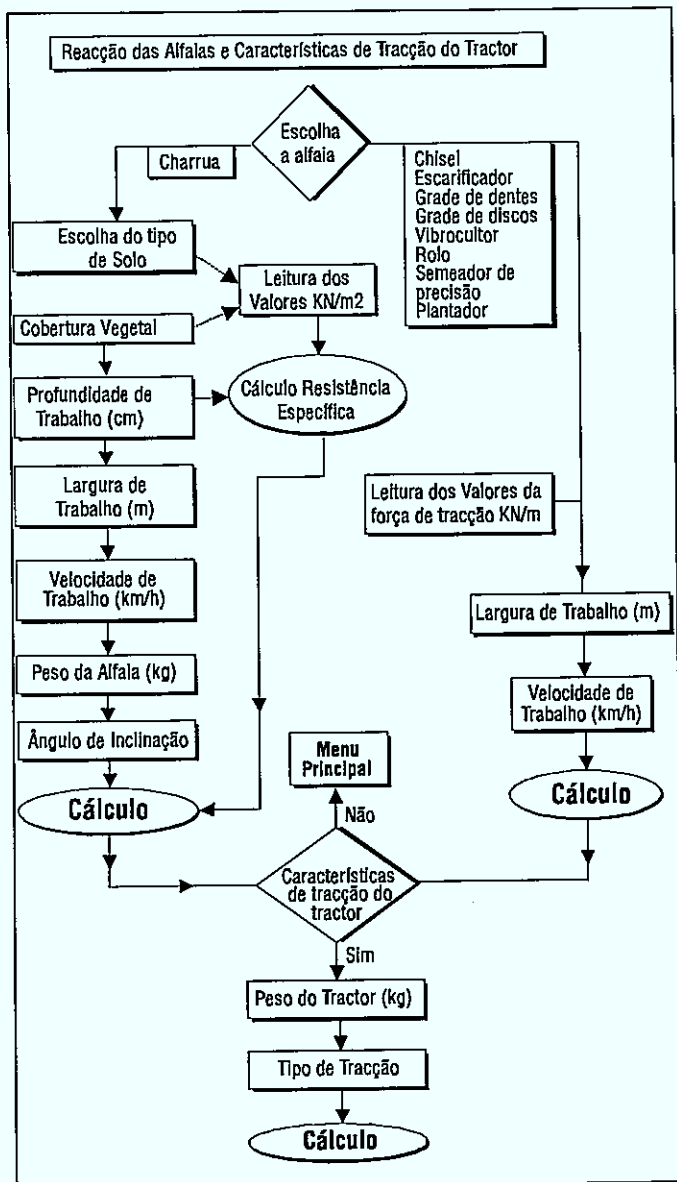 Reacção das Alfalas e Características de Tracção do Tractor
Escolha
a alfaia
Charrua
Chisel
Escarificador
Grade de dentes
Grade de discos
Vibrocultor
Rolo
Semeador de
precisão
Plantador
Escolha do tipo
de Solo
Leitura dos
Valores KN/m2
Cobertura Vegetal
Profundidade de
Trabalho (cm)
Cálculo Resistência
Específica
Largura de
Trabalho (m)
Leitura dos Valores da
força de tracção KN/m
Velocidade de
Trabalho (km/h)
Largura de Trabalho (m)
Peso da Alfala (kg)
Velocidade de
Trabalho (km/h)
Ângulo de Inclinação
Menu
Principal
Cálculo
Cálculo
Não
Características
de tracção do
tractor
Sim
Peso do Tractor (kg)
Tipo de Tracção
Cálculo